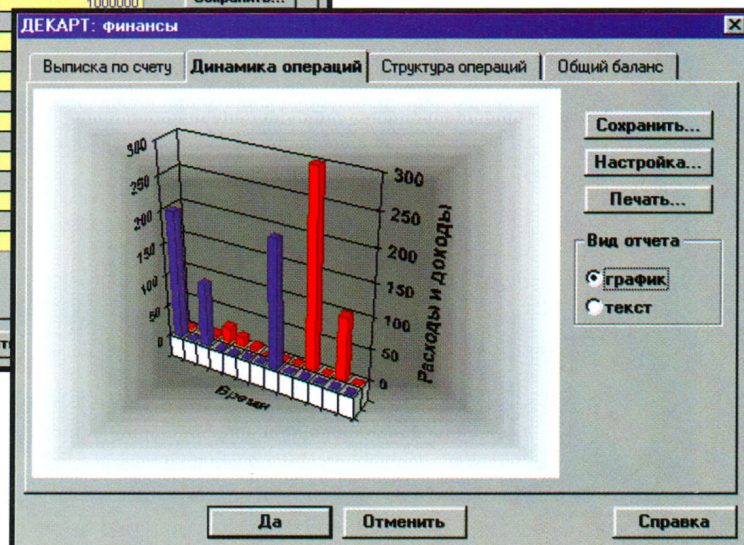 1000000
Сохранить...
ДЕКАРТ: финансы
Выписка по счету
Динамика операций
Структура операций
Общий баланс
300
250
200
150
100
50
0
300
250
200
150
100
50
0
Расходы и доходы
Время
Сохранить...
Настройка...
Печать...
Вид отчета
график
текст
Да
Отменить
Справка